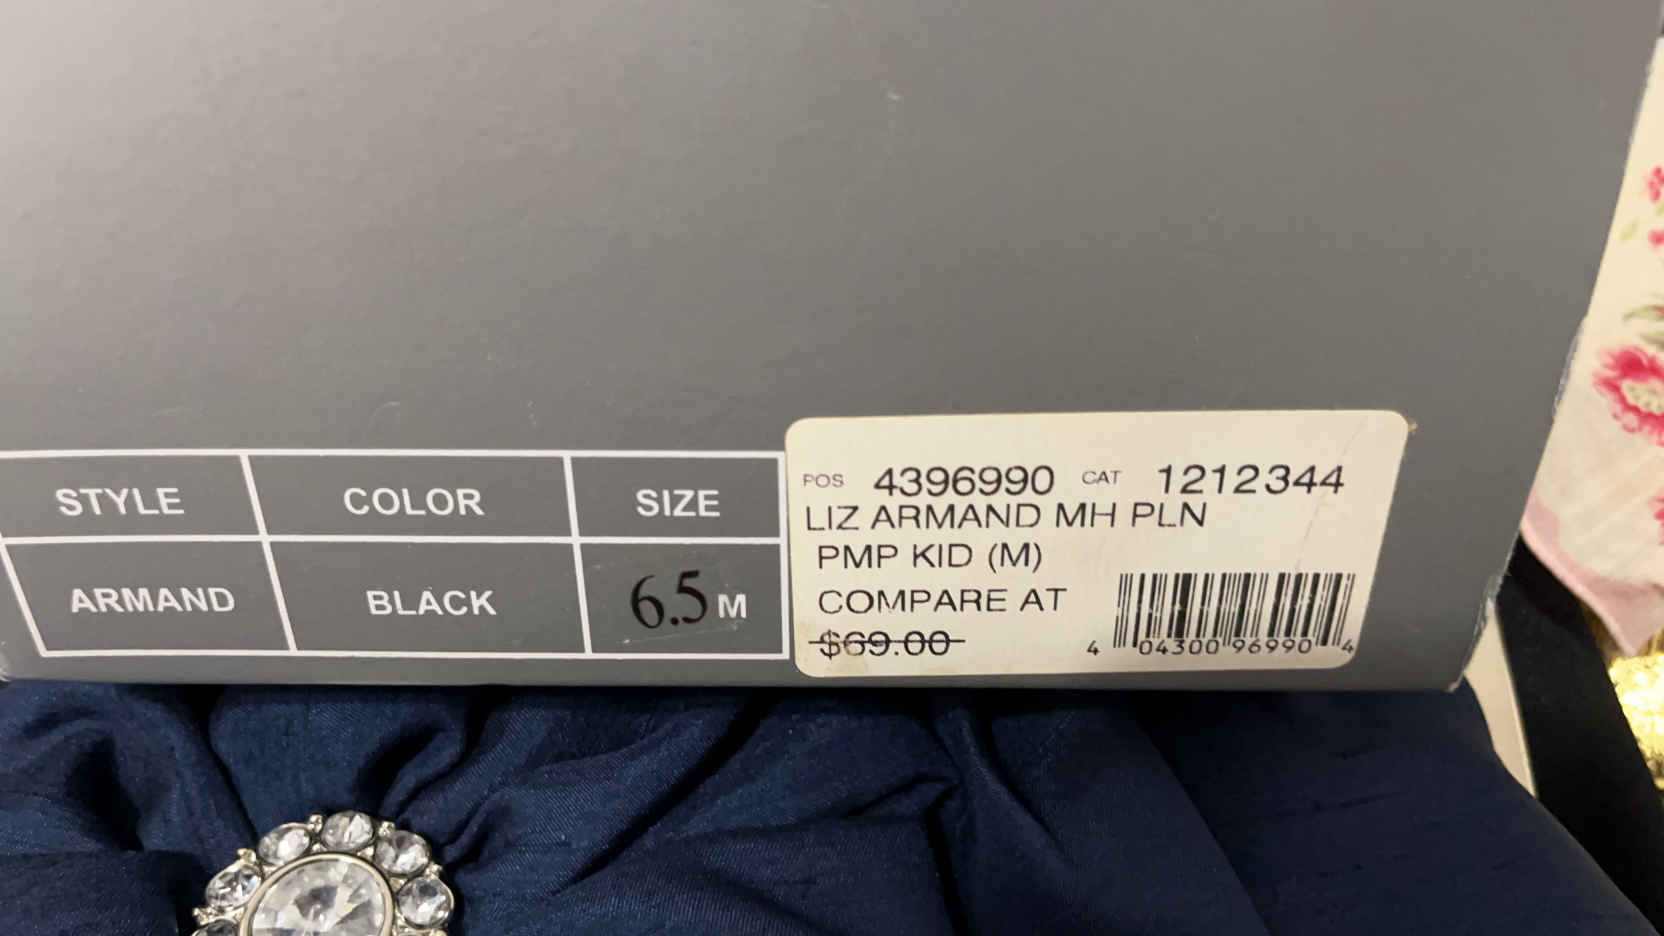 STYLE COLOR SIZE
ARMAND BLACK 6.5 M
POS 4396990 CAT 1212344
LIZ ARMAND MH PLN
PMP KID (M)
COMPARE AT
$69.00
4 04300 96990 4